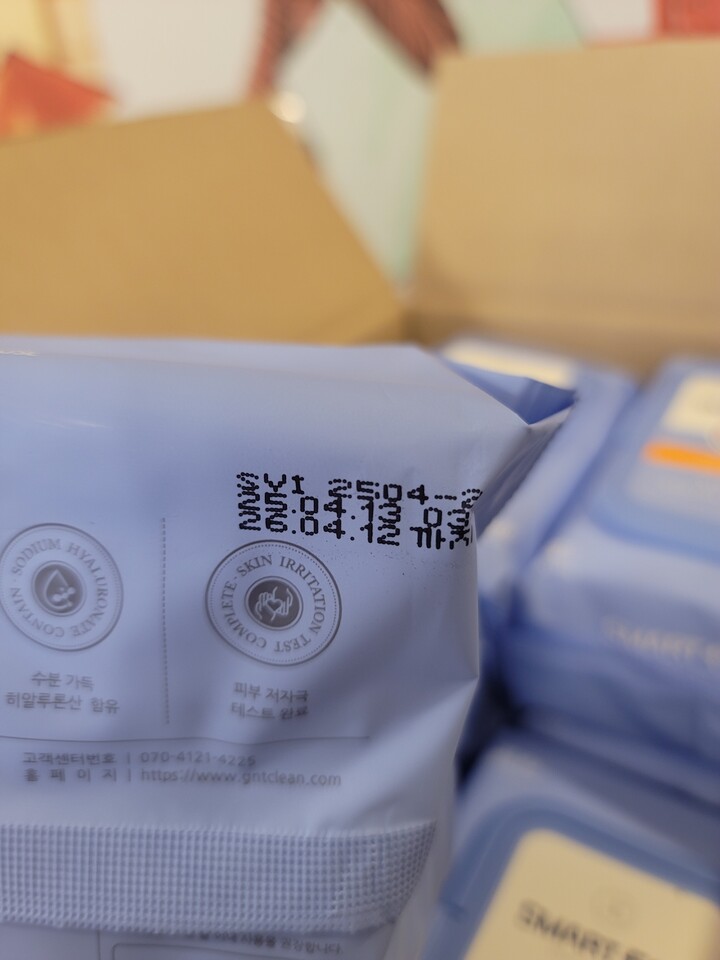 25.04.13
26.04.12 까지
CONTAIN · SODIUM HYALURONATE
COMPLETE · SKIN IRRITATION TEST
수분 가득
히알루론산 함유
피부 저자극
테스트 완료
고객센터번호 | 070-4121-4225
홈 페 이 지 | https://www.gntclean.com
SMART